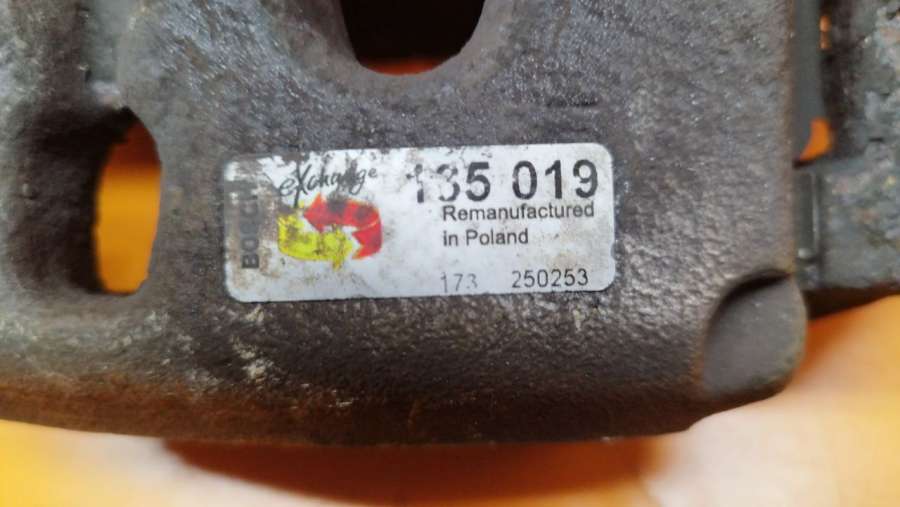 BOSCH
eXchange
135 019
Remanufactured
in Poland
173 250253